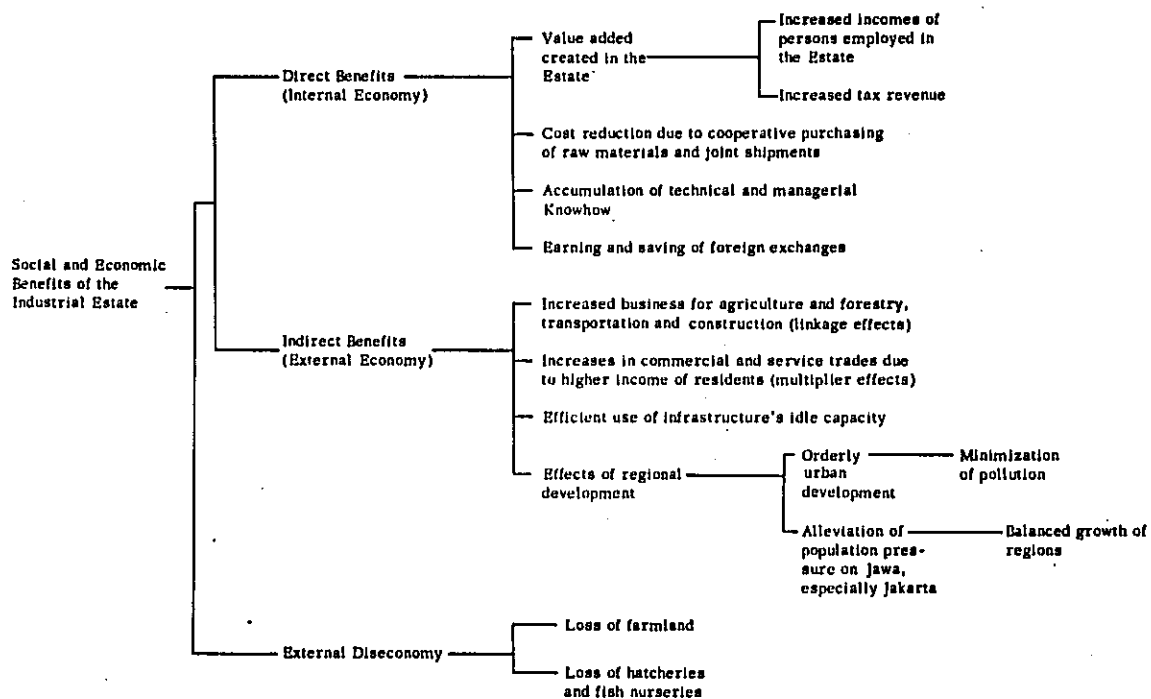 Social and Economic
Benefits of the
Industrial Estate
Direct Benefits
(Internal Economy)
Value added
created in the
Estate
Increased incomes of
persons employed in
the Estate
Increased tax revenue
Cost reduction due to cooperative purchasing
of raw materials and joint shipments
Accumulation of technical and managerial
Knowhow
Earning and saving of foreign exchanges
Indirect Benefits
(External Economy)
Increased business for agriculture and forestry,
transportation and construction (linkage effects)
Increases in commercial and service trades due
to higher income of residents (multiplier effects)
Efficient use of infrastructure's idle capacity
Effects of regional
development
Orderly
urban
development
Minimization
of pollution
Alleviation of
population pres-
sure on Jawa,
especially Jakarta
Balanced growth of
regions
External Diseconomy
Loss of farmland
Loss of hatcheries
and fish nurseries